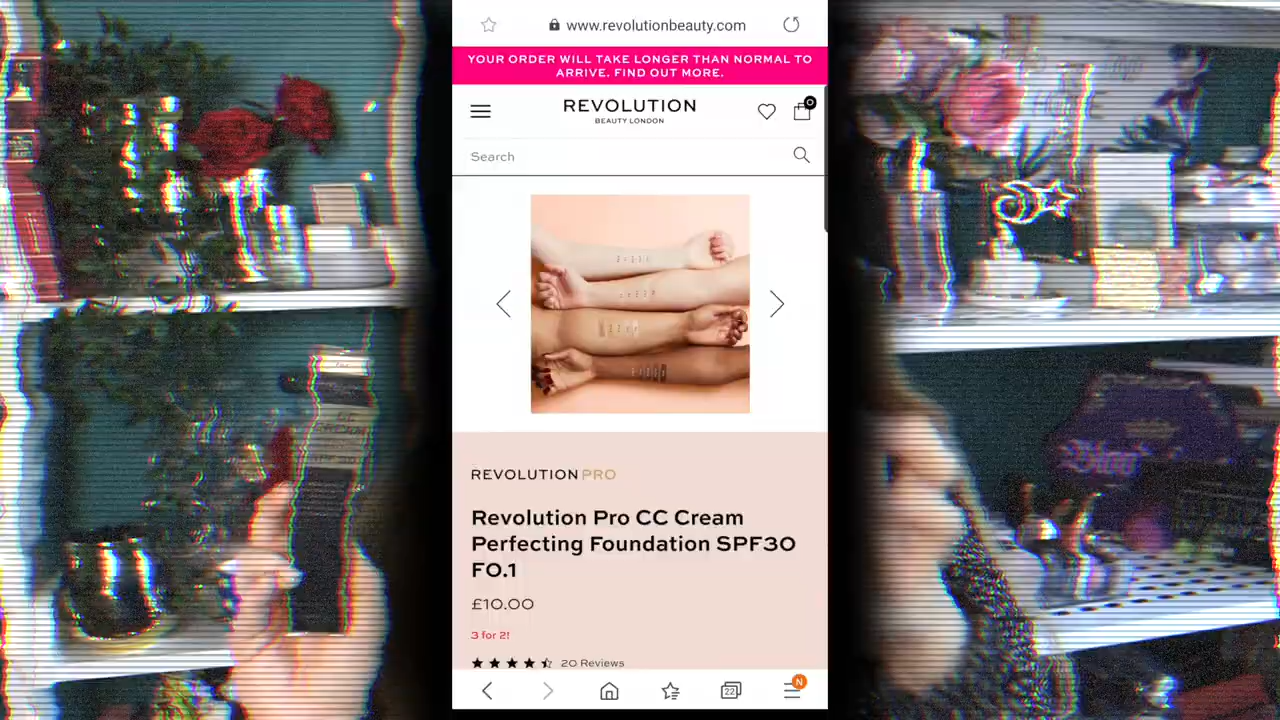 www.revolutionbeauty.com
YOUR ORDER WILL TAKE LONGER THAN NORMAL TO
ARRIVE. FIND OUT MORE.
REVOLUTION
BEAUTY LONDON
0
Search
REVOLUTION PRO
Revolution Pro CC Cream
Perfecting Foundation SPF30
F0.1
£10.00
3 for 2!
20 Reviews
22
N